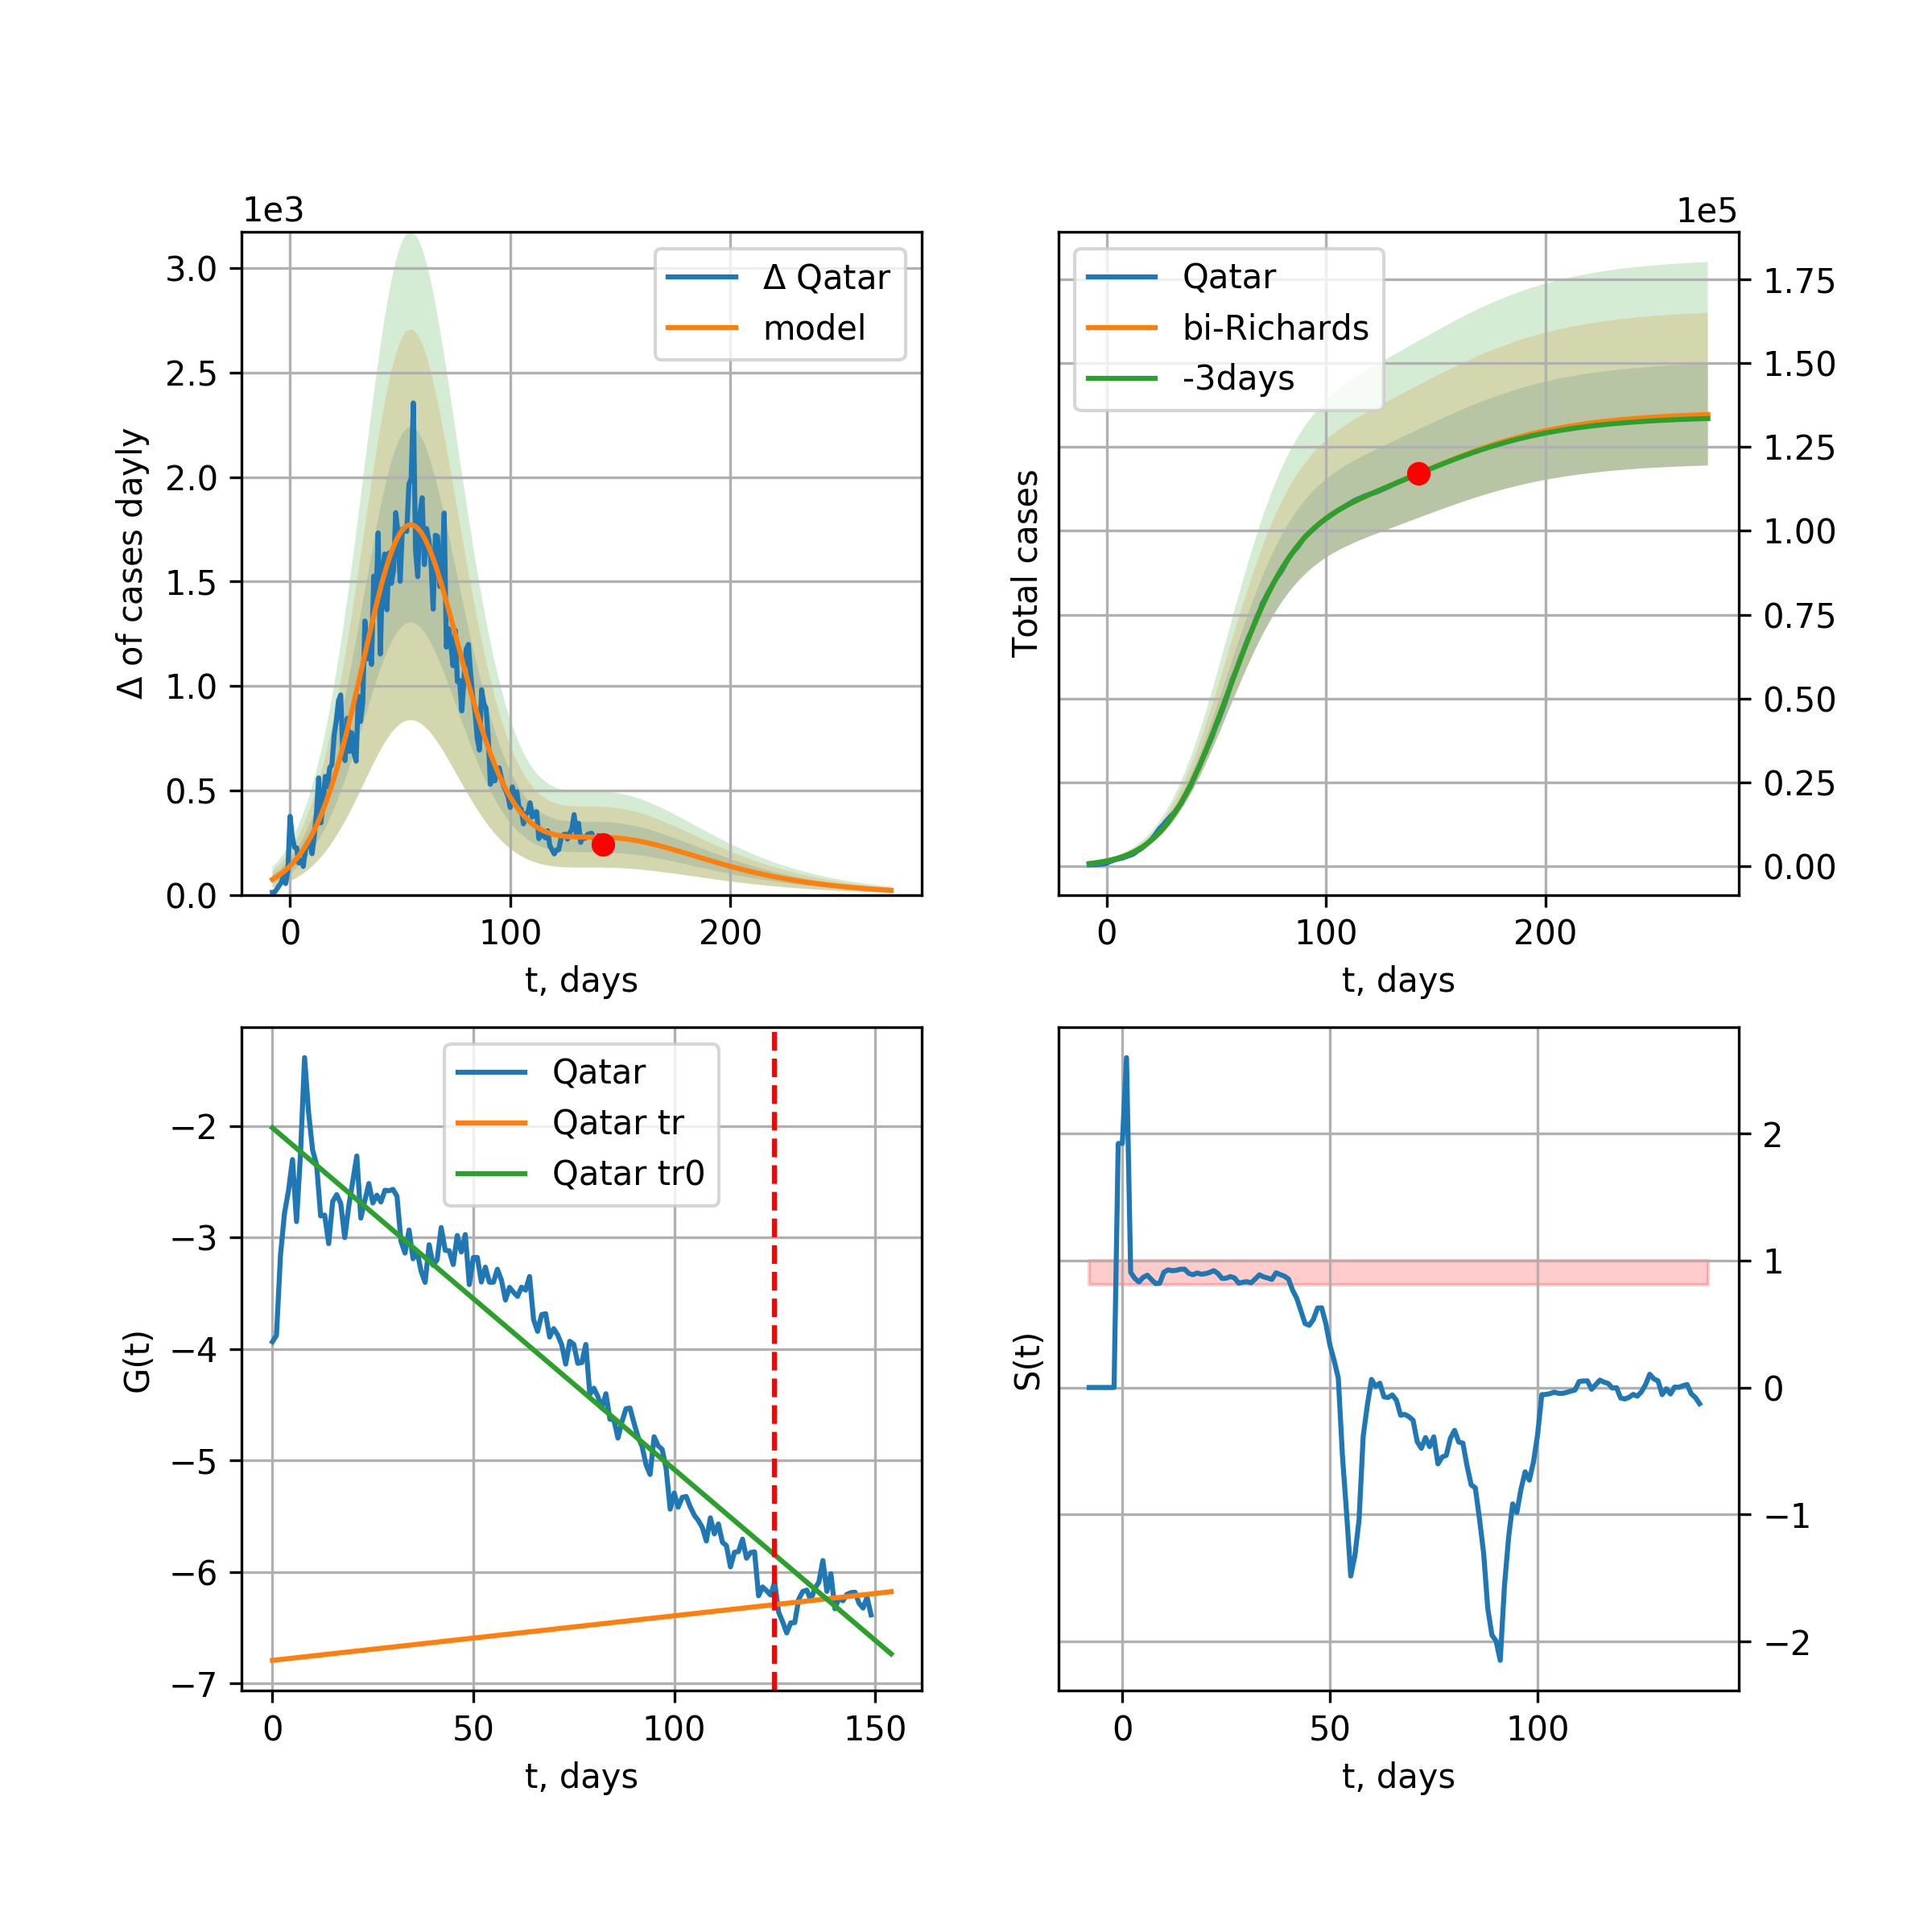 1e3
Δ of cases dayly
3.0
2.5
2.0
1.5
1.0
0.5
0.0
0 100 200
t, days
Δ Qatar
model
1e5
Total cases
1.75
1.50
1.25
1.00
0.75
0.50
0.25
0.00
0 100 200
t, days
Qatar
bi-Richards
-3days
G(t)
−2
−3
−4
−5
−6
−7
0 50 100 150
t, days
Qatar
Qatar tr
Qatar tr0
S(t)
2
1
0
−1
−2
0 50 100
t, days